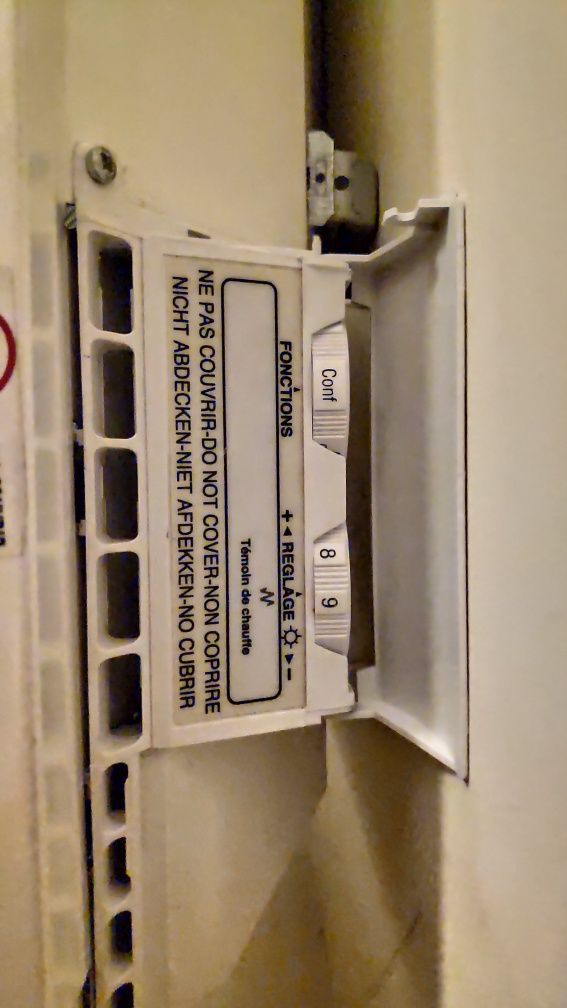 Conf
8 9
FONCTIONS
+ REGLAGE -
Témoin de chauffe
NE PAS COUVRIR-DO NOT COVER-NON COPRIRE
NICHT ABDECKEN-NIET AFDEKKEN-NO CUBRIR